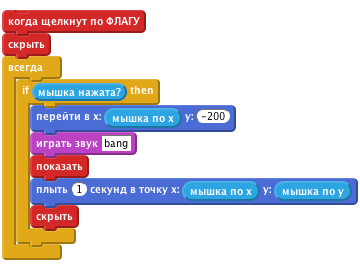 когда щелкнут по ФЛАГУ
скрыть
всегда
if мышка нажата? then
перейти в x: мышка по x y: -200
играть звук bang
показать
плыть 1 секунд в точку x: мышка по x y: мышка по y
скрыть